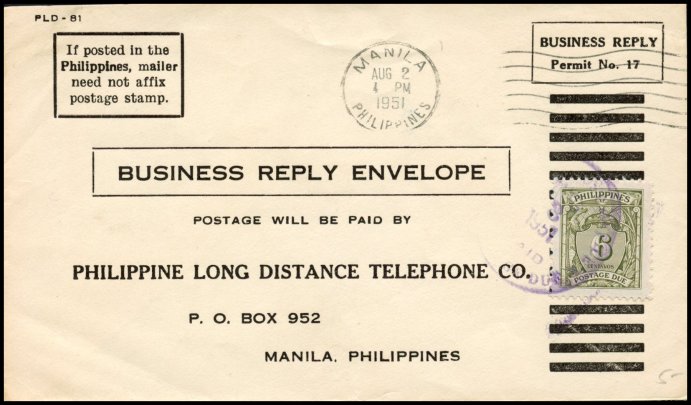 PLD - 81
If posted in the
Philippines, mailer
need not affix
postage stamp.
MANILA
AUG 2
4 PM
1951
PHILIPPINES
BUSINESS REPLY
Permit No. 17
BUSINESS REPLY ENVELOPE
POSTAGE WILL BE PAID BY
PHILIPPINE LONG DISTANCE TELEPHONE CO.
P. O. BOX 952
MANILA, PHILIPPINES
PHILIPPINES
6
CENTAVOS
POSTAGE DUE